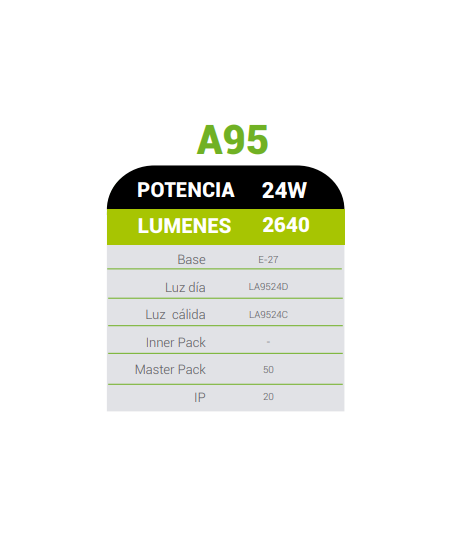 A95
POTENCIA 24W
LUMENES 2640
Base E-27
Luz día LA9524D
Luz cálida LA9524C
Inner Pack -
Master Pack 50
IP 20